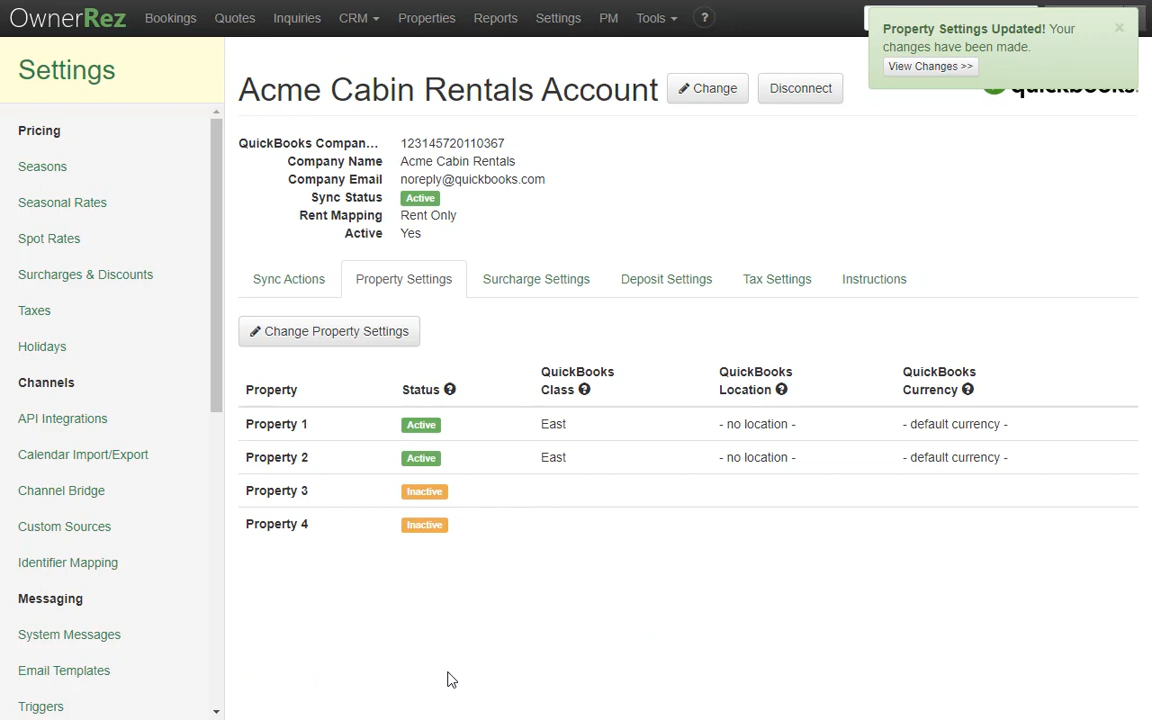 OwnerRez Bookings Quotes Inquiries CRM Properties Reports Settings PM Tools ?
Property Settings Updated! Your
changes have been made.
×
View Changes >>
quickbooks.
Settings
Acme Cabin Rentals Account Change Disconnect
Pricing
Seasons
Seasonal Rates
Spot Rates
Surcharges & Discounts
Taxes
Holidays
Channels
API Integrations
Calendar Import/Export
Channel Bridge
Custom Sources
Identifier Mapping
Messaging
System Messages
Email Templates
Triggers
QuickBooks Compan... 123145720110367
Company Name Acme Cabin Rentals
Company Email noreply@quickbooks.com
Sync Status Active
Rent Mapping Rent Only
Active Yes
Sync Actions Property Settings Surcharge Settings Deposit Settings Tax Settings Instructions
Change Property Settings
Property Status ? QuickBooks Class ? QuickBooks Location ? QuickBooks Currency ?
Property 1 Active East - no location - - default currency -
Property 2 Active East - no location - - default currency -
Property 3 Inactive
Property 4 Inactive